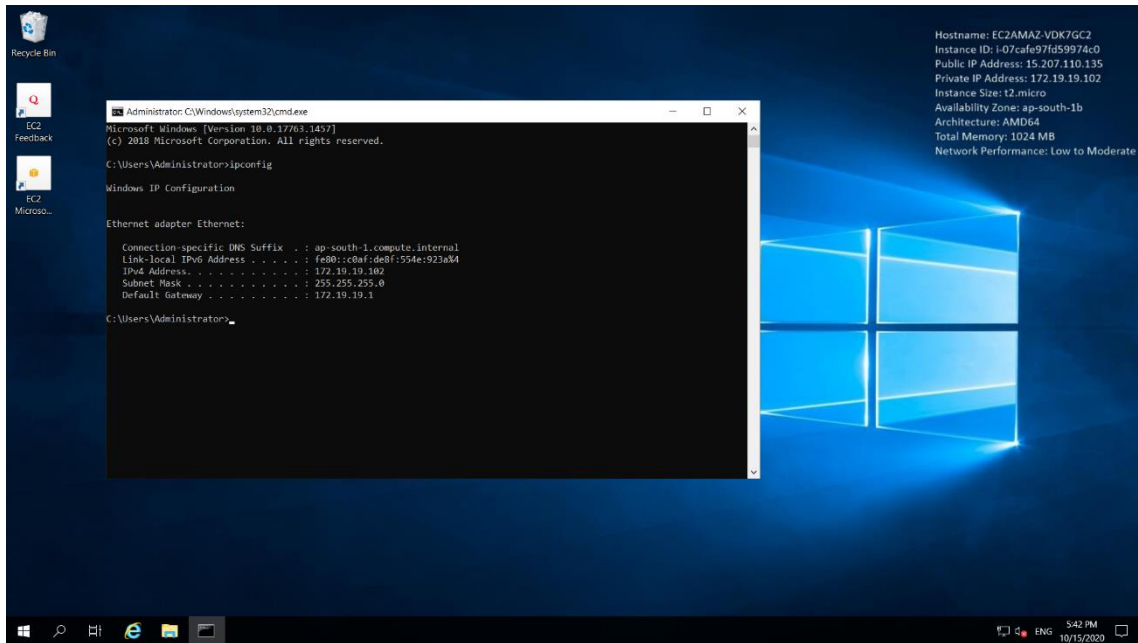 Recycle Bin
EC2
Feedback
EC2
Microso...
Administrator: C:\Windows\system32\cmd.exe
Microsoft Windows [Version 10.0.17763.1457]
(c) 2018 Microsoft Corporation. All rights reserved.
C:\Users\Administrator>ipconfig
Windows IP Configuration
Ethernet adapter Ethernet:
Connection-specific DNS Suffix . : ap-south-1.compute.internal
Link-local IPv6 Address . . . . . : fe80::c0af:de8f:554e:923a%4
IPv4 Address. . . . . . . . . . . : 172.19.19.102
Subnet Mask . . . . . . . . . . . : 255.255.255.0
Default Gateway . . . . . . . . . : 172.19.19.1
C:\Users\Administrator>
Hostname: EC2AMAZ-VDK7GC2
Instance ID: i-07cafe97fd59974c0
Public IP Address: 15.207.110.135
Private IP Address: 172.19.19.102
Instance Size: t2.micro
Availability Zone: ap-south-1b
Architecture: AMD64
Total Memory: 1024 MB
Network Performance: Low to Moderate
ENG
5:42 PM
10/15/2020